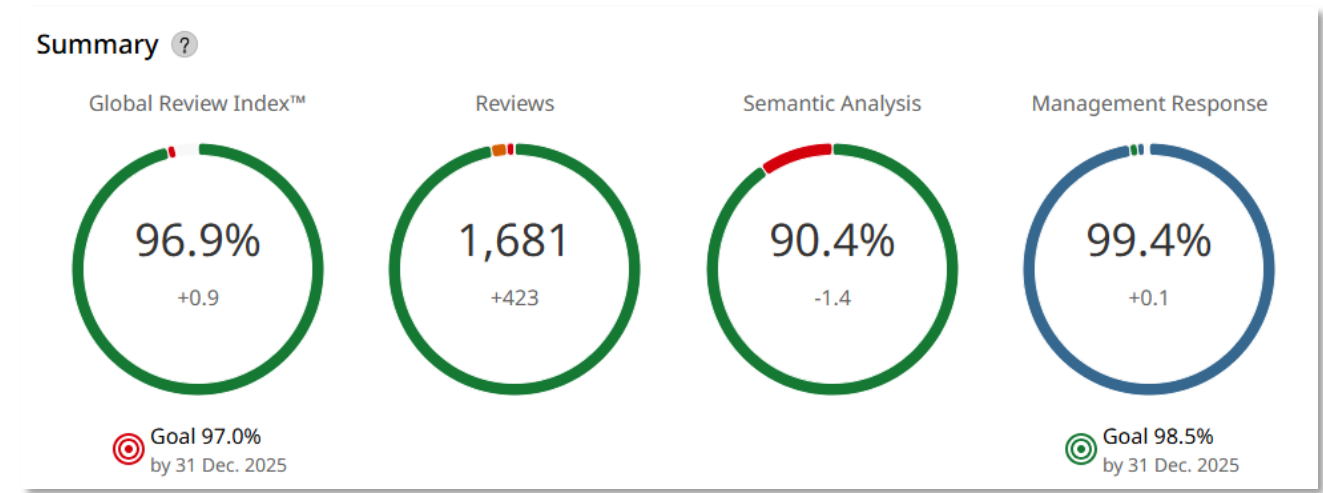 Summary ?
Global Review Index™
Reviews
Semantic Analysis
Management Response
96.9%
+0.9
1,681
+423
90.4%
-1.4
99.4%
+0.1
Goal 97.0%
by 31 Dec. 2025
Goal 98.5%
by 31 Dec. 2025